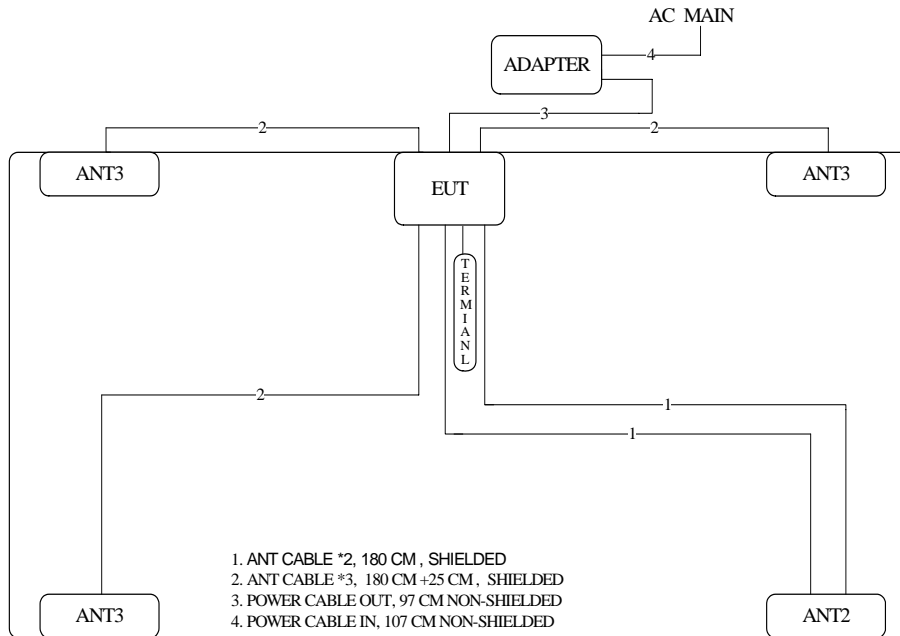 AC MAIN
ADAPTER
4
3
2
2
ANT3
EUT
ANT3
TERMIANL
2
1
1
1. ANT CABLE *2, 180 CM , SHIELDED
2. ANT CABLE *3, 180 CM +25 CM , SHIELDED
3. POWER CABLE OUT, 97 CM NON-SHIELDED
4. POWER CABLE IN, 107 CM NON-SHIELDED
ANT3
ANT2